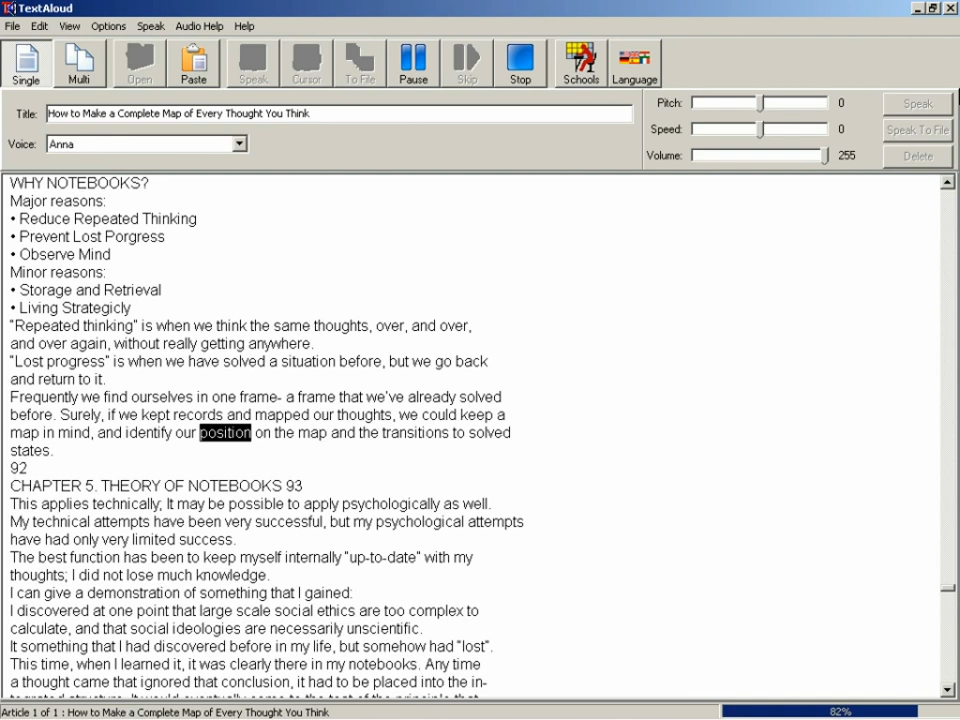 TextAloud
File Edit View Options Speak Audio Help Help
Single Multi Open Paste Speak Cursor To File Pause Skip Stop Schools Language
Title: How to Make a Complete Map of Every Thought You Think
Voice: Anna
Pitch: 0 Speak
Speed: 0 Speak To File
Volume: 255 Delete
WHY NOTEBOOKS?
Major reasons:
• Reduce Repeated Thinking
• Prevent Lost Porgress
• Observe Mind
Minor reasons:
• Storage and Retrieval
• Living Strategicly
"Repeated thinking" is when we think the same thoughts, over, and over,
and over again, without really getting anywhere.
"Lost progress" is when we have solved a situation before, but we go back
and return to it.
Frequently we find ourselves in one frame- a frame that we've already solved
before. Surely, if we kept records and mapped our thoughts, we could keep a
map in mind, and identify our position on the map and the transitions to solved
states.
92
CHAPTER 5. THEORY OF NOTEBOOKS 93
This applies technically; It may be possible to apply psychologically as well.
My technical attempts have been very successful, but my psychological attempts
have had only very limited success.
The best function has been to keep myself internally "up-to-date" with my
thoughts; I did not lose much knowledge.
I can give a demonstration of something that I gained:
I discovered at one point that large scale social ethics are too complex to
calculate, and that social ideologies are necessarily unscientific.
It something that I had discovered before in my life, but somehow had "lost".
This time, when I learned it, it was clearly there in my notebooks. Any time
a thought came that ignored that conclusion, it had to be placed into the in-
Article 1 of 1 : How to Make a Complete Map of Every Thought You Think 82%